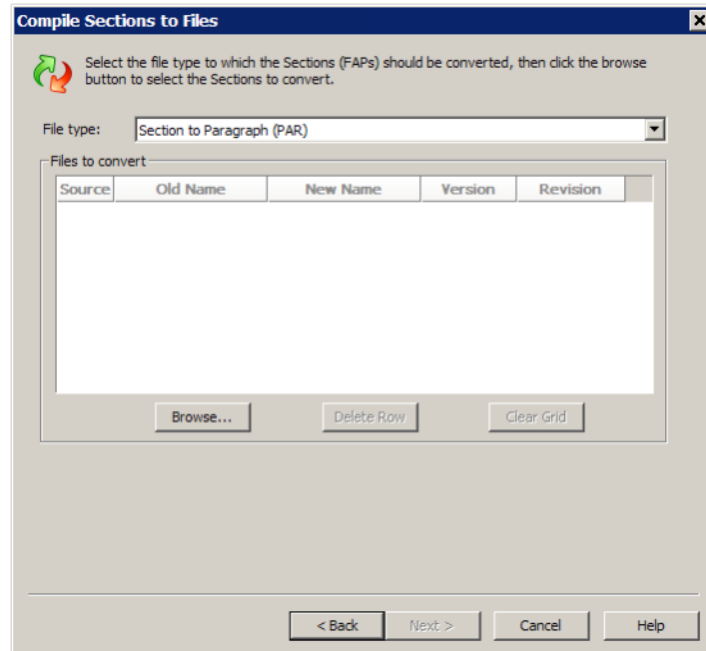 Compile Sections to Files
Select the file type to which the Sections (FAPs) should be converted, then click the browse
button to select the Sections to convert.
File type: Section to Paragraph (PAR)
Files to convert
Source Old Name New Name Version Revision
Browse... Delete Row Clear Grid
< Back Next > Cancel Help